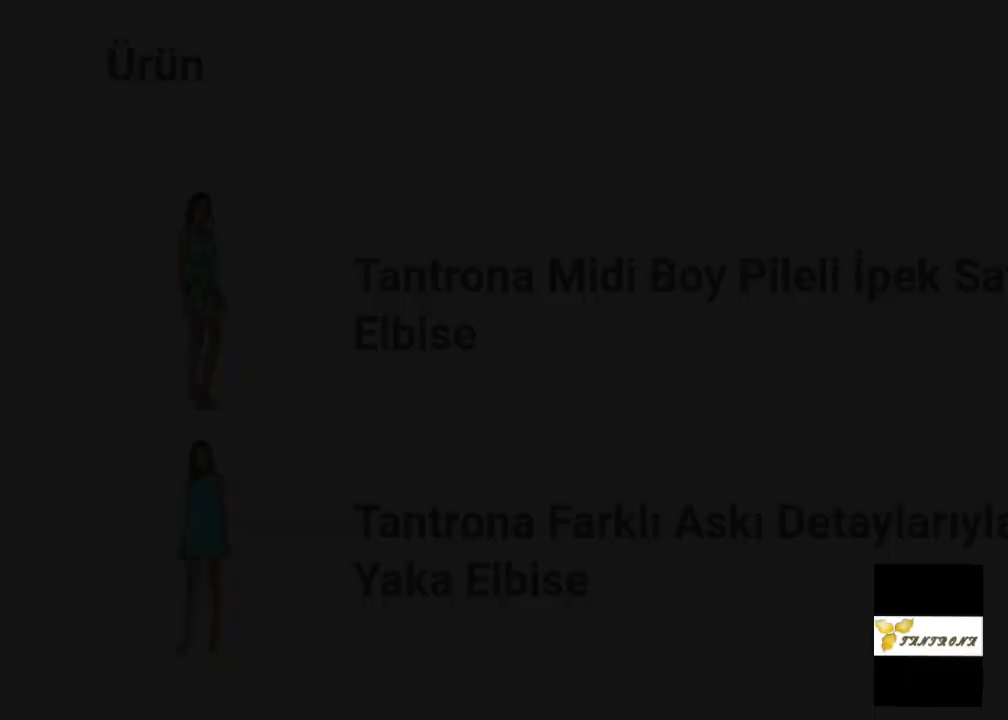 Ürün
Tantrona Midi Boy Pileli İpek
Elbise
Tantrona Farklı Askı Detaylarıyla
Yaka Elbise
TANTRONA